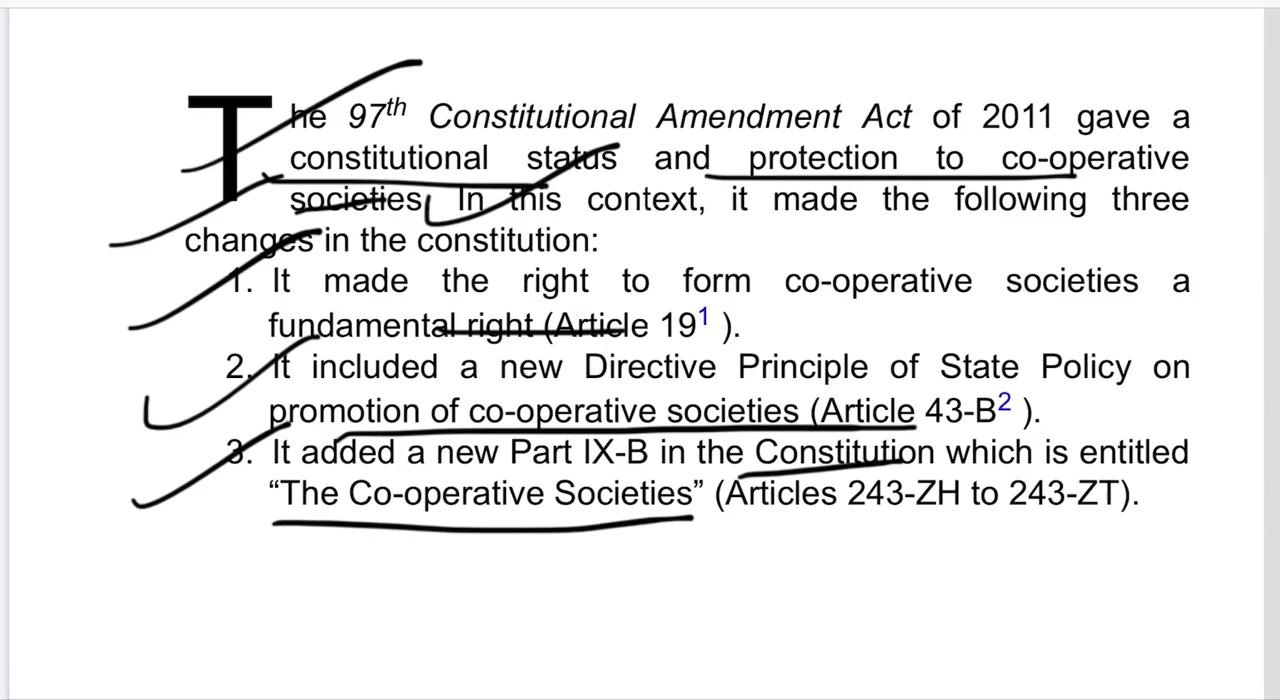 The 97th Constitutional Amendment Act of 2011 gave a
constitutional status and protection to co-operative
societies. In this context, it made the following three
changes in the constitution:
1. It made the right to form co-operative societies a
fundamental right (Article 19¹ ).
2. It included a new Directive Principle of State Policy on
promotion of co-operative societies (Article 43-B² ).
3. It added a new Part IX-B in the Constitution which is entitled
“The Co-operative Societies” (Articles 243-ZH to 243-ZT).